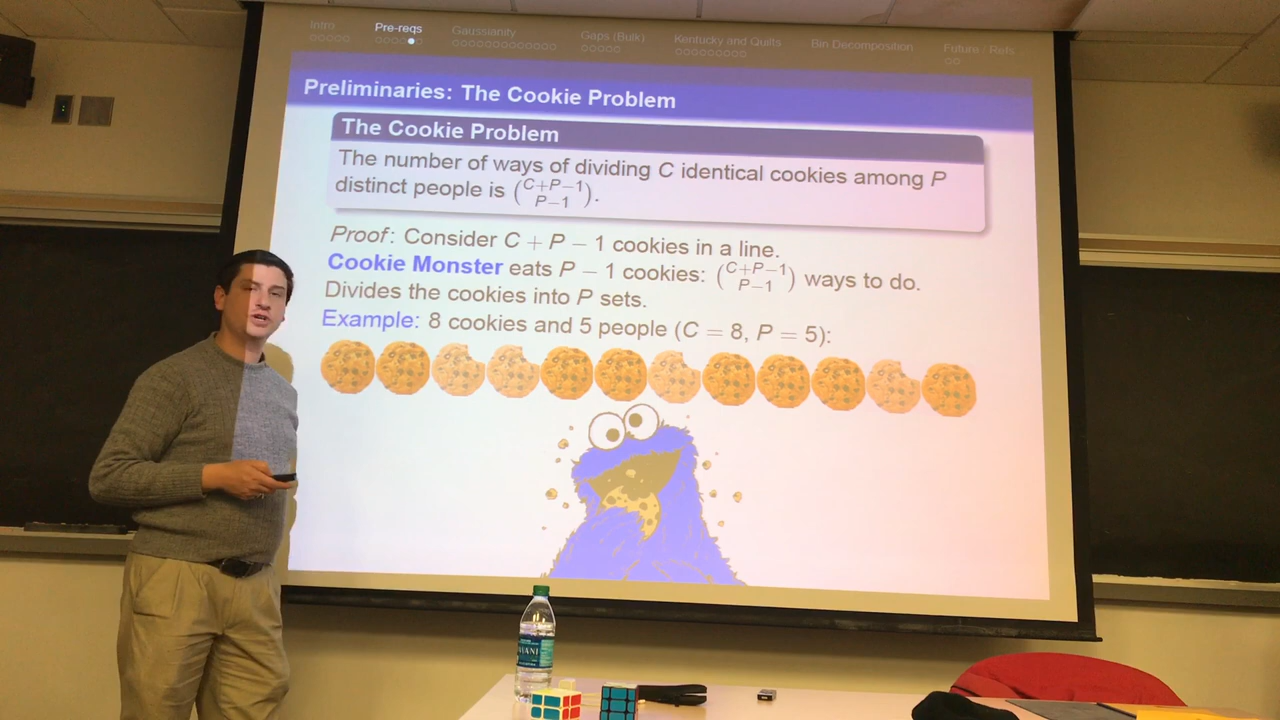 Intro Pre-reqs Gaussianity Gaps (Bulk) Kentucky and Quilts Bin Decomposition Future / Refs
Preliminaries: The Cookie Problem
The Cookie Problem
The number of ways of dividing C identical cookies among P
distinct people is (C+P−1 P−1).
Proof: Consider C + P − 1 cookies in a line.
Cookie Monster eats P − 1 cookies: (C+P−1 P−1) ways to do.
Divides the cookies into P sets.
Example: 8 cookies and 5 people (C = 8, P = 5):